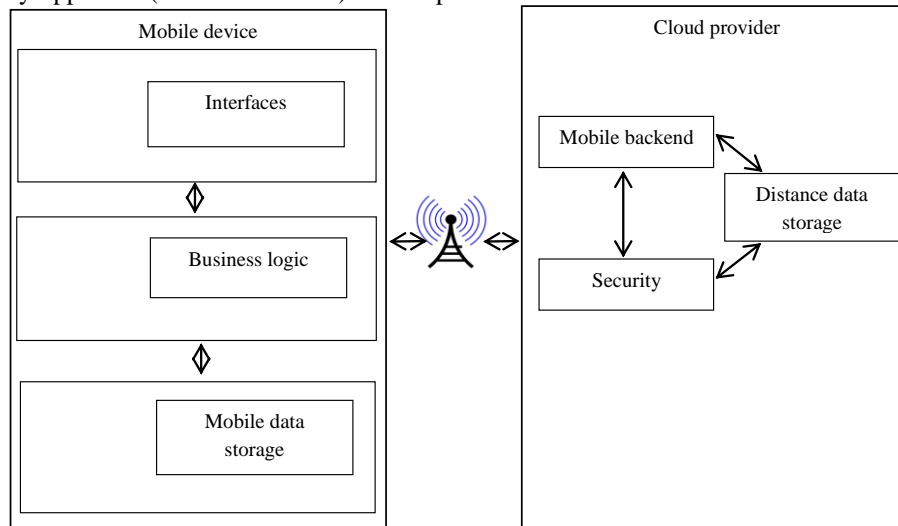 Mobile device
Interfaces
Business logic
Mobile data
storage
Cloud provider
Mobile backend
Distance data
storage
Security